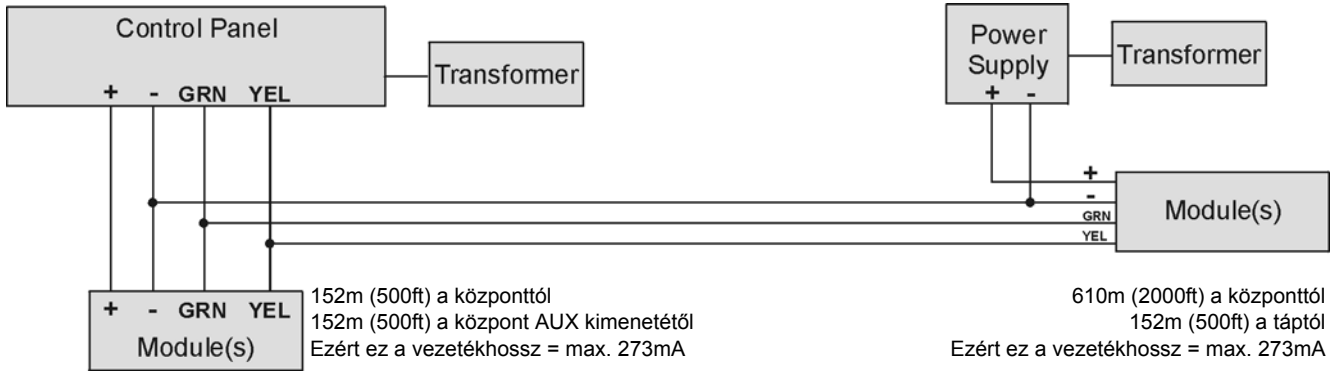 Control Panel
Transformer
+ - GRN YEL
Power
Supply
Transformer
+ -
+
-
GRN
YEL
Module(s)
+ - GRN YEL
Module(s)
152m (500ft) a központtól
152m (500ft) a központ AUX kimenetétől
Ezért ez a vezetékhossz = max. 273mA
610m (2000ft) a központtól
152m (500ft) a táptól
Ezért ez a vezetékhossz = max. 273mA